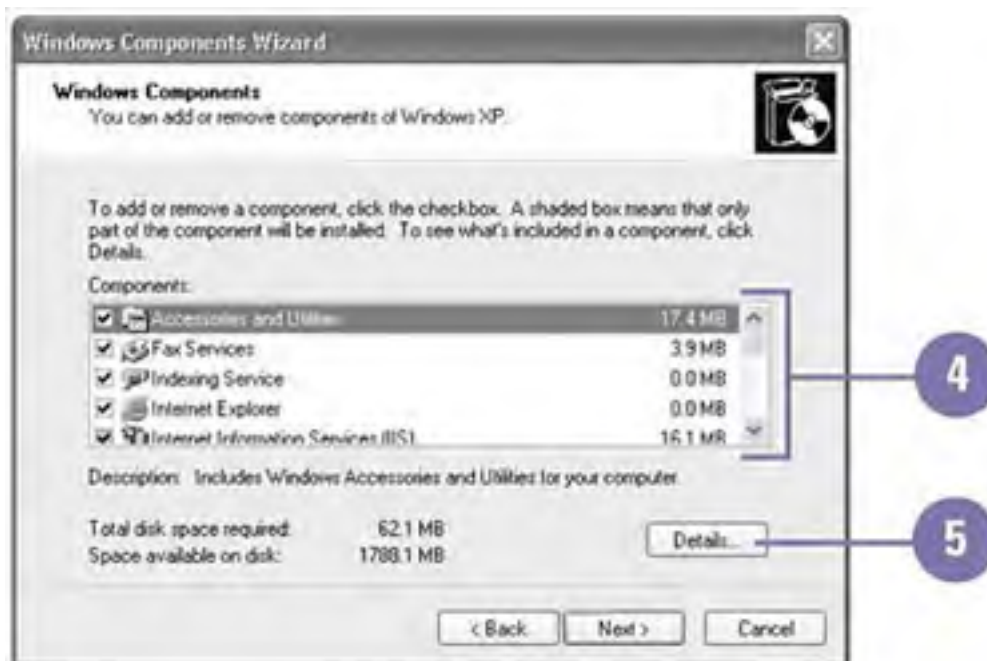 Windows Components Wizard
Windows Components
You can add or remove components of Windows XP.
To add or remove a component, click the checkbox. A shaded box means that only
part of the component will be installed. To see what's included in a component, click
Details.
Components:
Accessories and Utilities 17.4 MB
Fax Services 3.9 MB
Indexing Service 0.0 MB
Internet Explorer 0.0 MB
Internet Information Services (IIS) 16.1 MB
4
Description: Includes Windows Accessories and Utilities for your computer.
Total disk space required: 62.1 MB
Space available on disk: 1788.1 MB
Details...
5
< Back
Next >
Cancel